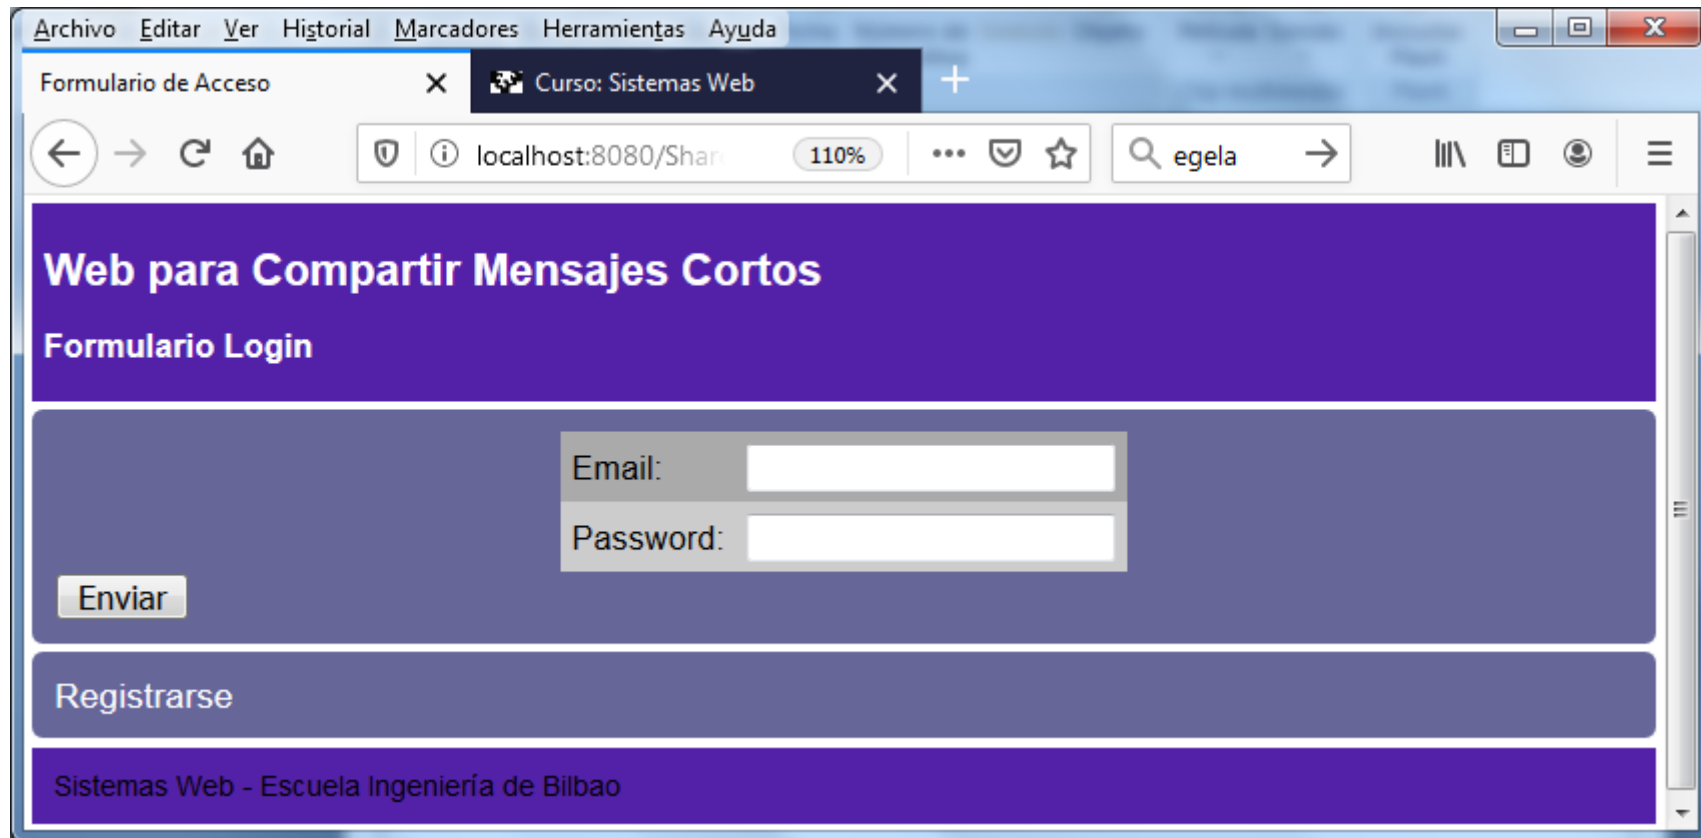 Archivo Editar Ver Historial Marcadores Herramientas Ayuda
Formulario de Acceso Curso: Sistemas Web
localhost:8080/Shar 110% egela
Web para Compartir Mensajes Cortos
Formulario Login
Email:
Password:
Enviar
Registrarse
Sistemas Web - Escuela Ingeniería de Bilbao